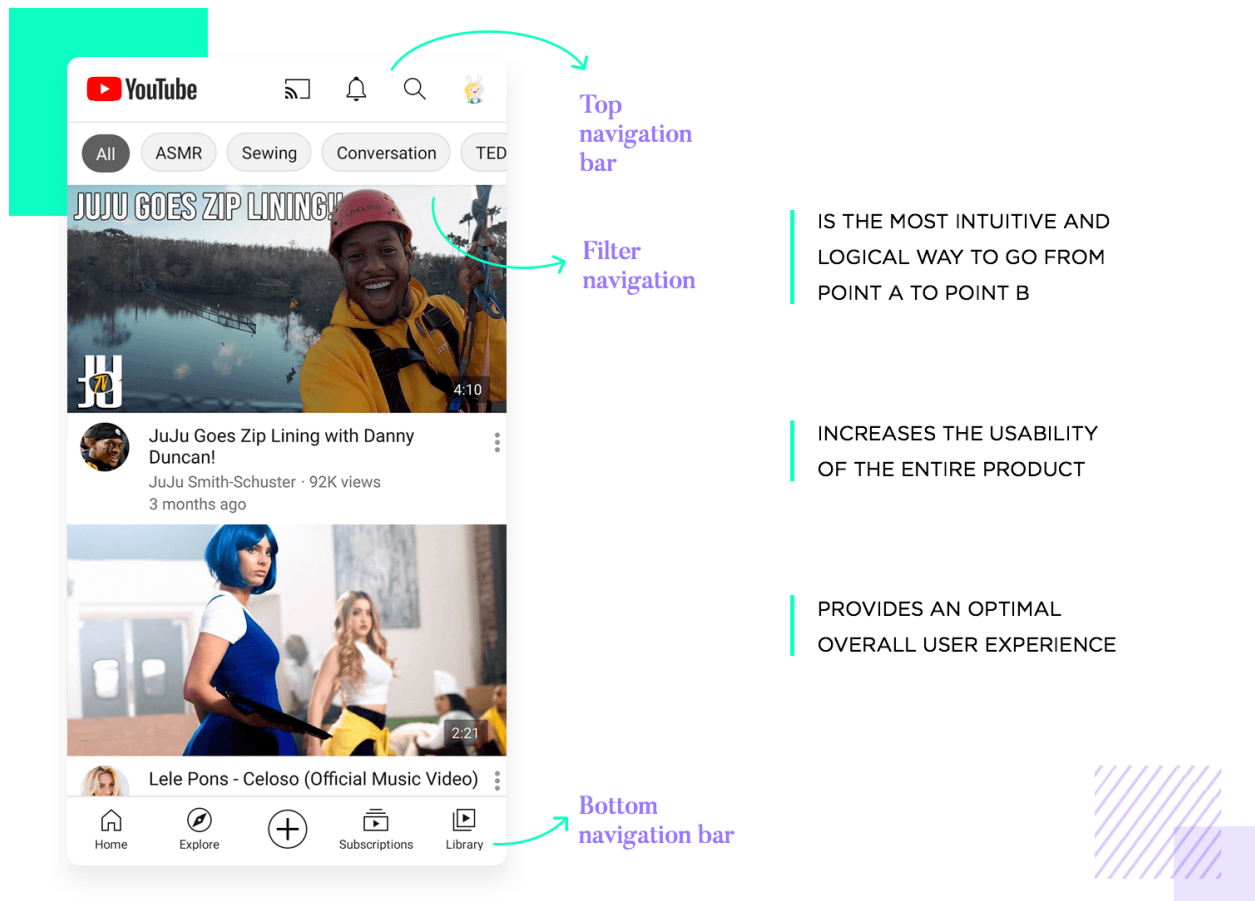 YouTube
All
ASMR
Sewing
Conversation
TED
JUJU GOES ZIP LINING!!
JU
TV
4:10
JuJu Goes Zip Lining with Danny
Duncan!
JuJu Smith-Schuster · 92K views
3 months ago
2:21
Lele Pons - Celoso (Official Music Video)
Home
Explore
Subscriptions
Library
Top
navigation
bar
Filter
navigation
Bottom
navigation bar
IS THE MOST INTUITIVE AND
LOGICAL WAY TO GO FROM
POINT A TO POINT B
INCREASES THE USABILITY
OF THE ENTIRE PRODUCT
PROVIDES AN OPTIMAL
OVERALL USER EXPERIENCE